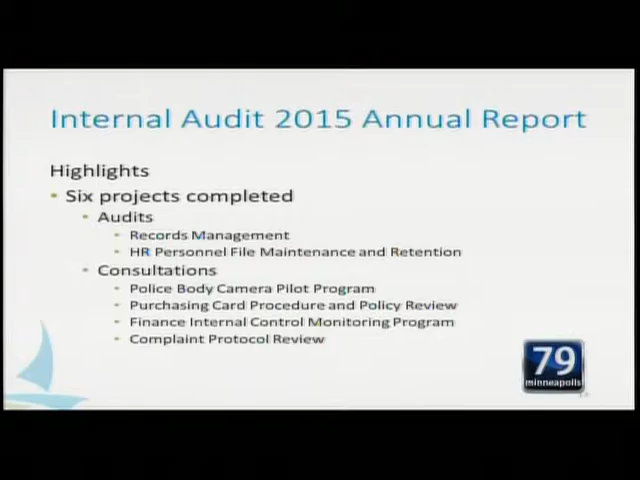 Internal Audit 2015 Annual Report
Highlights
• Six projects completed
• Audits
• Records Management
• HR Personnel File Maintenance and Retention
• Consultations
• Police Body Camera Pilot Program
• Purchasing Card Procedure and Policy Review
• Finance Internal Control Monitoring Program
• Complaint Protocol Review
79
minneapolis